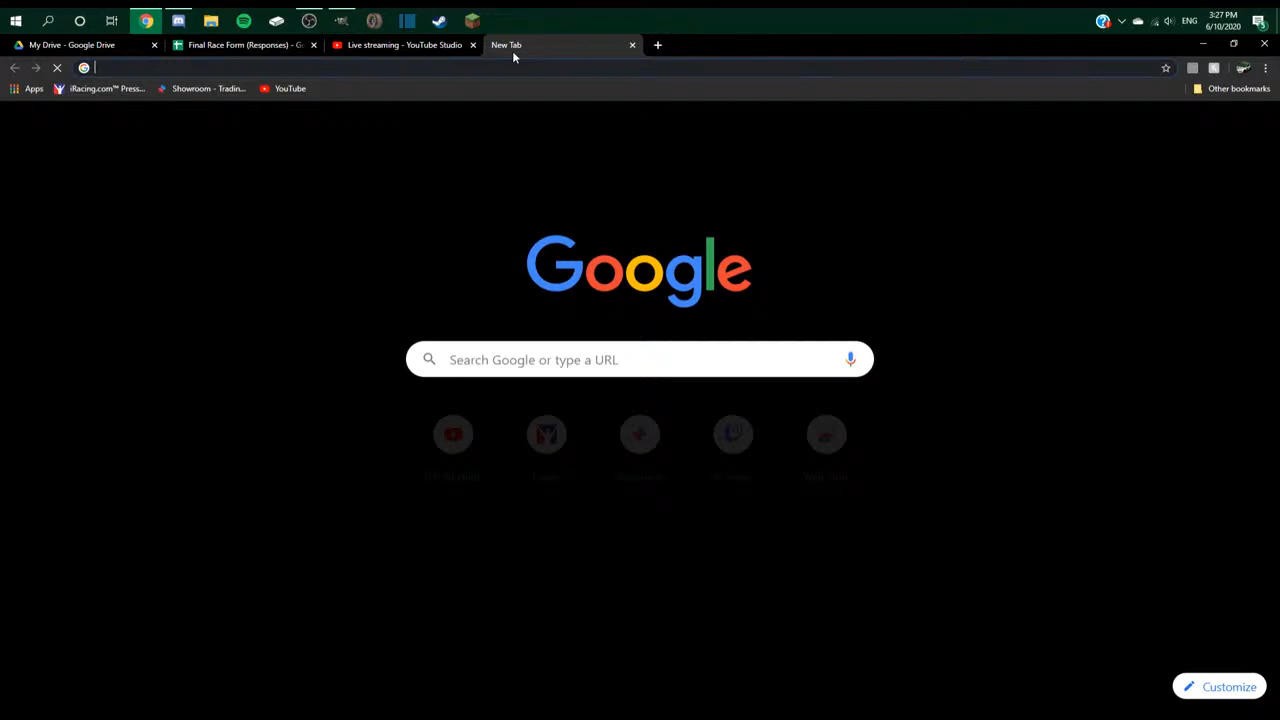 3:27 PM
ENG
6/10/2020
My Drive - Google Drive
Final Race Form (Responses) - G
Live streaming - YouTube Studio
New Tab
Apps
iRacing.com™ Press...
Showroom - Tradin...
YouTube
Other bookmarks
Google
Search Google or type a URL
Customize